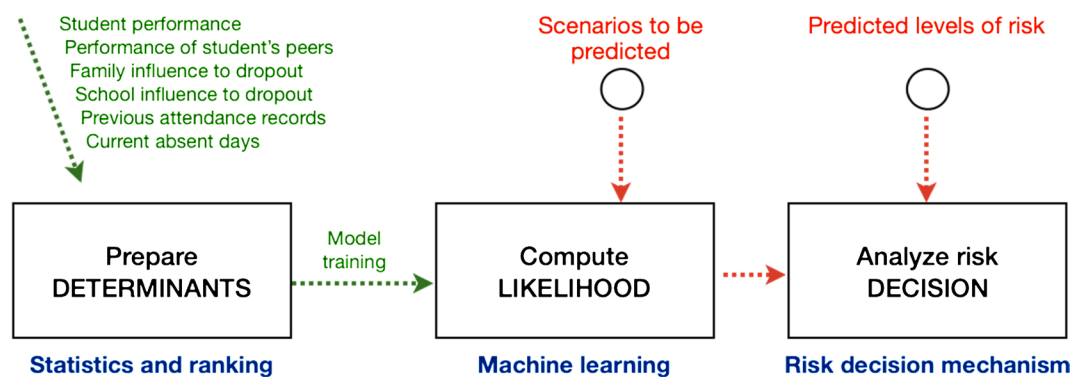 Student performance
Performance of student's peers
Family influence to dropout
School influence to dropout
Previous attendance records
Current absent days
Scenarios to be
predicted
Predicted levels of risk
Prepare
DETERMINANTS
Model
training
Compute
LIKELIHOOD
Analyze risk
DECISION
Statistics and ranking
Machine learning
Risk decision mechanism